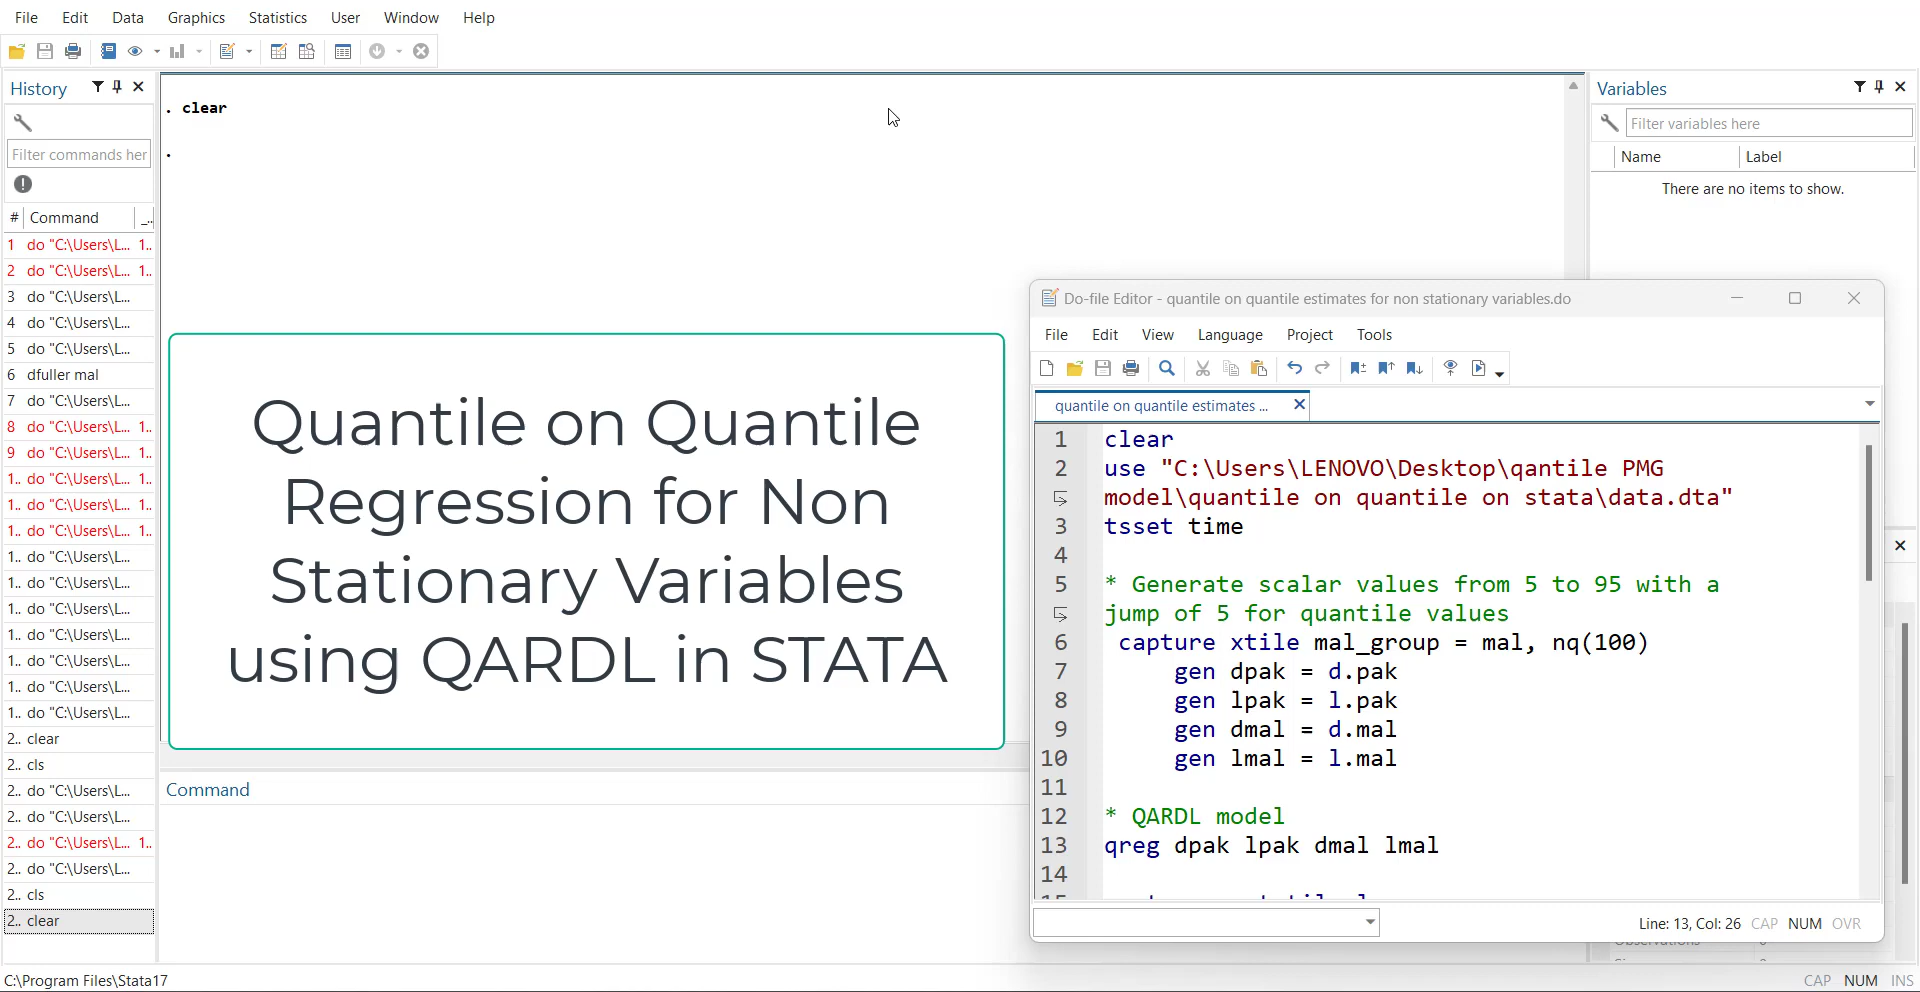 File Edit Data Graphics Statistics User Window Help
History
Filter commands her
# Command _..
1 do "C:\Users\L... 1..
2 do "C:\Users\L... 1..
3 do "C:\Users\L...
4 do "C:\Users\L...
5 do "C:\Users\L...
6 dfuller mal
7 do "C:\Users\L...
8 do "C:\Users\L... 1..
9 do "C:\Users\L... 1..
1.. do "C:\Users\L... 1..
1.. do "C:\Users\L... 1..
1.. do "C:\Users\L... 1..
1.. do "C:\Users\L...
1.. do "C:\Users\L...
1.. do "C:\Users\L...
1.. do "C:\Users\L...
1.. do "C:\Users\L...
1.. do "C:\Users\L...
1.. do "C:\Users\L...
2.. clear
2.. cls
2.. do "C:\Users\L...
2.. do "C:\Users\L...
2.. do "C:\Users\L... 1..
2.. do "C:\Users\L...
2.. cls
2.. clear
. clear
.
Quantile on Quantile
Regression for Non
Stationary Variables
using QARDL in STATA
Command
Variables
Filter variables here
Name Label
There are no items to show.
Do-file Editor - quantile on quantile estimates for non stationary variables.do
File Edit View Language Project Tools
quantile on quantile estimates ...
1 clear
2 use "C:\Users\LENOVO\Desktop\qantile PMG
model\quantile on quantile on stata\data.dta"
3 tsset time
4
5 * Generate scalar values from 5 to 95 with a
jump of 5 for quantile values
6 capture xtile mal_group = mal, nq(100)
7 gen dpak = d.pak
8 gen lpak = l.pak
9 gen dmal = d.mal
10 gen lmal = l.mal
11
12 * QARDL model
13 qreg dpak lpak dmal lmal
14
Line: 13, Col: 26 CAP NUM OVR
C:\Program Files\Stata17
CAP NUM INS